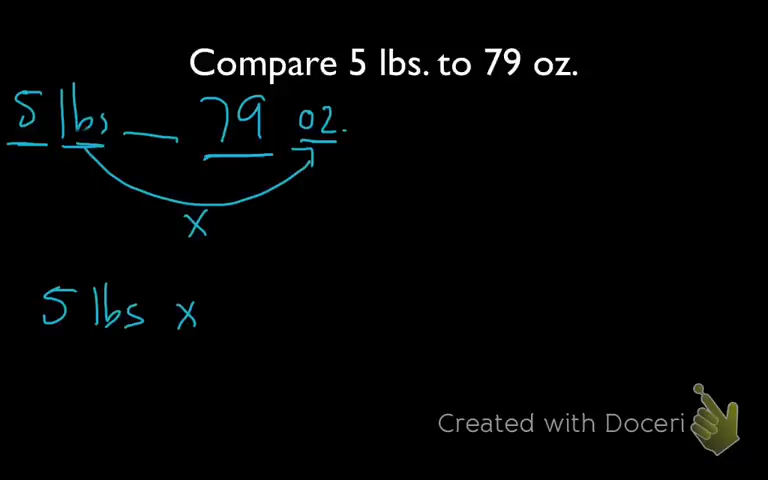 Compare 5 lbs. to 79 oz.
5 lbs __ 79 oz.
x
5 lbs x
Created with Doceri